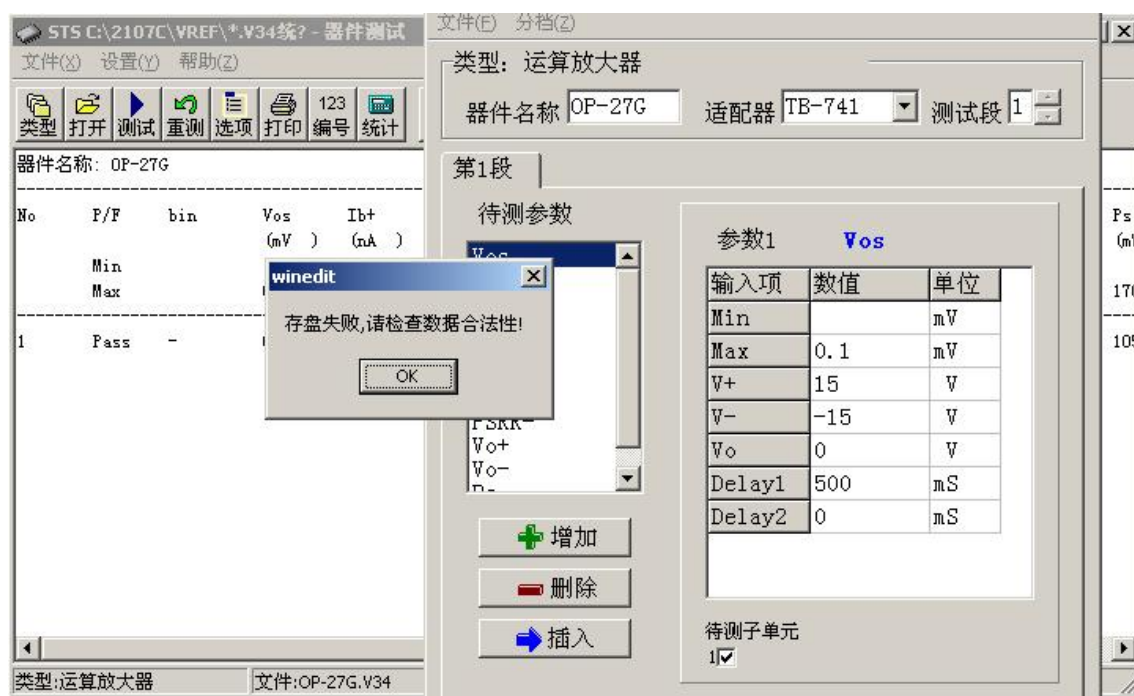 STS C:\2107C\VREF\*.V34统? - 器件测试
文件(X) 设置(Y) 帮助(Z)
类型 打开 测试 重测 选项 打印 编号 统计
123
器件名称: OP-27G
No P/F bin Vos Ib+
(mV ) (nA )
Min
Max
1 Pass -
类型:运算放大器 文件:OP-27G.V34
winedit
存盘失败,请检查数据合法性!
OK
文件(F) 分档(Z)
类型: 运算放大器
器件名称 OP-27G 适配器 TB-741 测试段 1
第1段
待测参数
Vos
PSRR-
Vo+
Vo-
增加
删除
插入
参数1 Vos
输入项 数值 单位
Min mV
Max 0.1 mV
V+ 15 V
V- -15 V
Vo 0 V
Delay1 500 mS
Delay2 0 mS
待测子单元
1
Ps